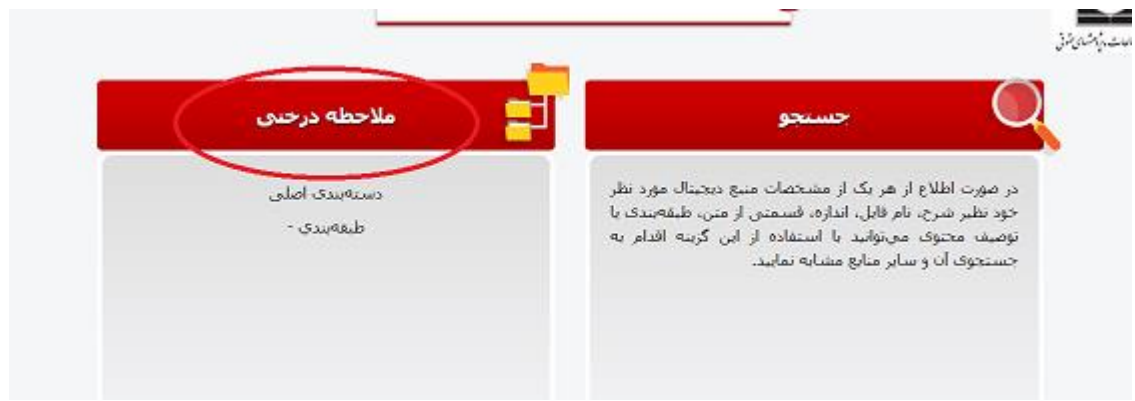 جستجو
در صورت اطلاع از هر یک از مشخصات منبع دیجیتال مورد نظر
خود نظیر شرح، نام فایل، اندازه، قسمتی از متن، طبقه‌بندی یا
توصیف محتوی می‌توانید با استفاده از این گزینه اقدام به
جستجوی آن و سایر منابع مشابه نمایید.
ملاحظه درختی
دسته‌بندی اصلی
طبقه‌بندی -